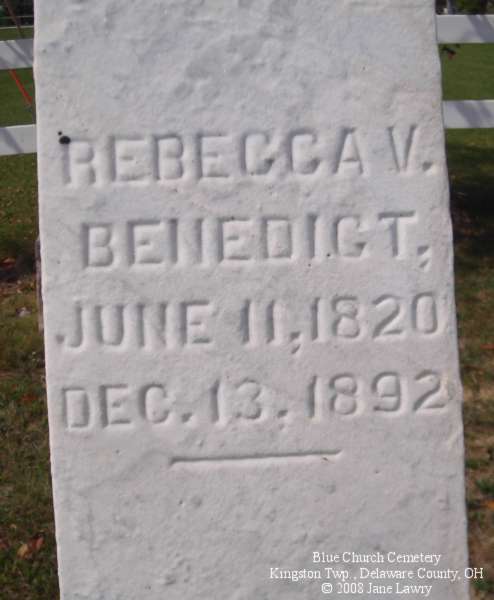 REBECCA V.
BENEDICT,
JUNE 11, 1820
DEC. 13, 1892
Blue Church Cemetery
Kingston Twp., Delaware County, OH
© 2008 Jane Lawry